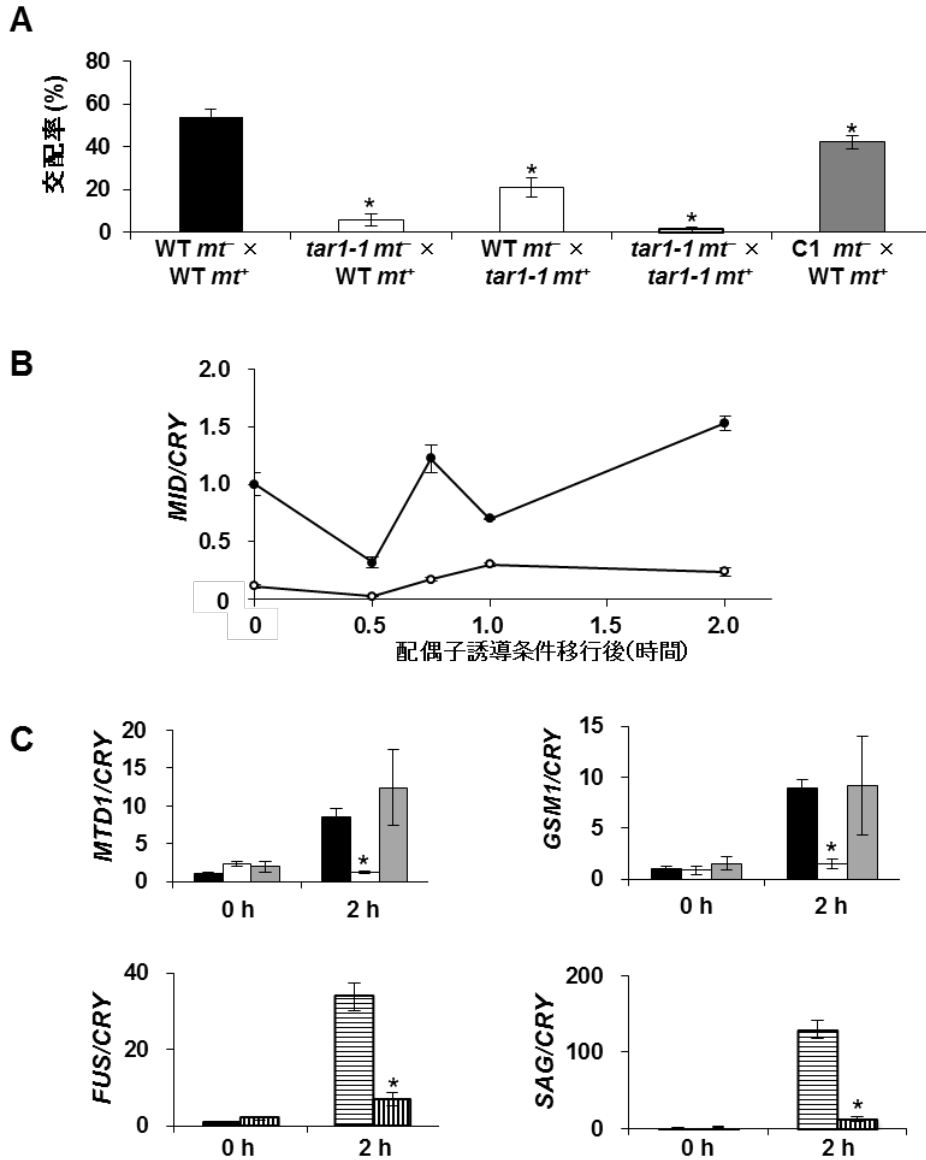 A
交配率(%)
80
60
40
20
0
*
*
*
*
WT mt⁻ ×
WT mt⁺
tar1-1 mt⁻ ×
WT mt⁺
WT mt⁻ ×
tar1-1 mt⁺
tar1-1 mt⁻ ×
tar1-1 mt⁺
C1 mt⁻ ×
WT mt⁺
B
MID/CRY
2.0
1.5
1.0
0.5
0
0 0.5 1.0 1.5 2.0
配偶子誘導条件移行後(時間)
C
MTD1/CRY
20
15
10
5
0
*
0 h 2 h
GSM1/CRY
15
10
5
0
*
0 h 2 h
FUS/CRY
40
20
0
*
0 h 2 h
SAG/CRY
200
100
0
*
0 h 2 h